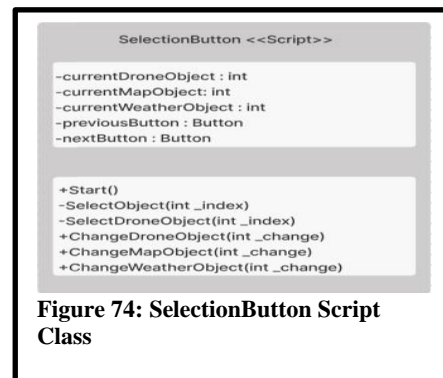 SelectionButton <<Script>>
-currentDroneObject : int
-currentMapObject: int
-currentWeatherObject : int
-previousButton : Button
-nextButton : Button
+Start()
-SelectObject(int _index)
-SelectDroneObject(int _index)
+ChangeDroneObject(int _change)
+ChangeMapObject(int _change)
+ChangeWeatherObject(int _change)
Figure 74: SelectionButton Script
Class